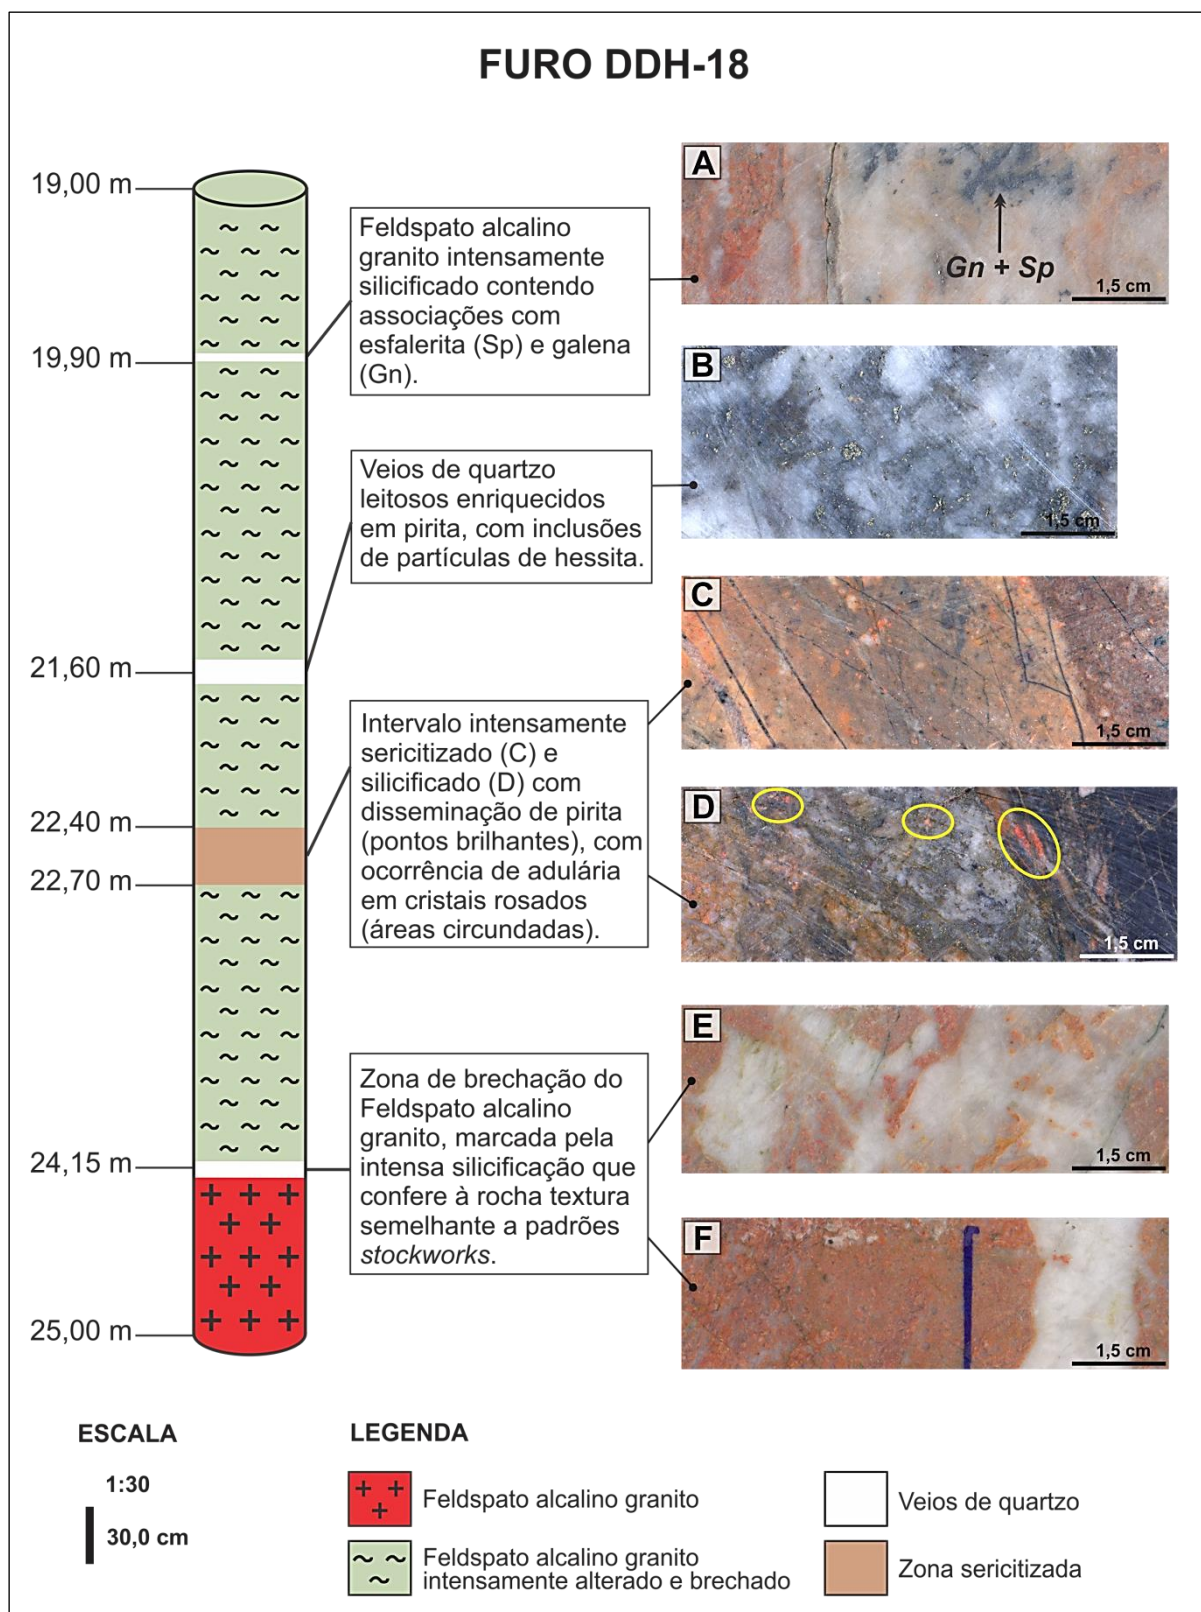 FURO DDH-18
19,00 m
19,90 m
21,60 m
22,40 m
22,70 m
24,15 m
25,00 m
Feldspato alcalino
granito intensamente
silicificado contendo
associações com
esfalerita (Sp) e galena
(Gn).
Veios de quartzo
leitosos enriquecidos
em pirita, com inclusões
de partículas de hessita.
Intervalo intensamente
sericitizado (C) e
silicificado (D) com
disseminação de pirita
(pontos brilhantes), com
ocorrência de adulária
em cristais rosados
(áreas circundadas).
Zona de brechação do
Feldspato alcalino
granito, marcada pela
intensa silicificação que
confere à rocha textura
semelhante a padrões
stockworks.
A
Gn + Sp
1,5 cm
B
1,5 cm
C
1,5 cm
D
1,5 cm
E
1,5 cm
F
1,5 cm
ESCALA
1:30
30,0 cm
LEGENDA
Feldspato alcalino granito
Feldspato alcalino granito
intensamente alterado e brechado
Veios de quartzo
Zona sericitizada